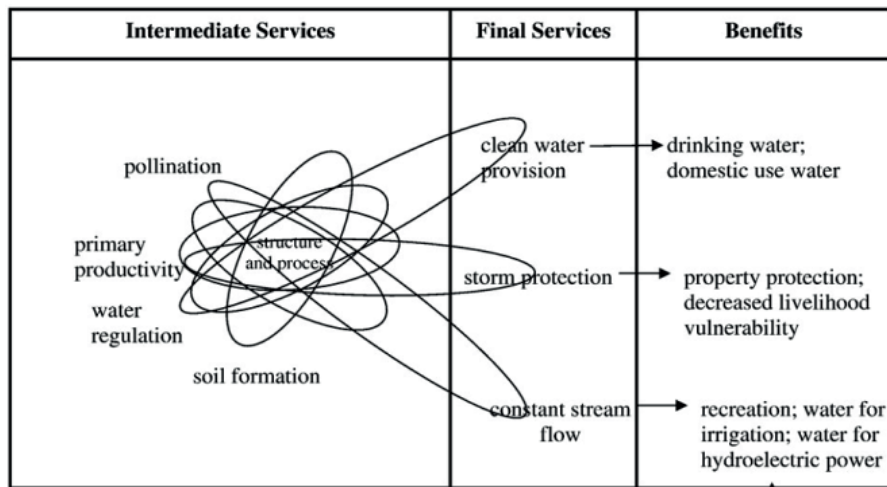 Intermediate Services
Final Services
Benefits
pollination
primary
productivity
water
regulation
soil formation
structure
and process
clean water
provision
storm protection
constant stream
flow
drinking water;
domestic use water
property protection;
decreased livelihood
vulnerability
recreation; water for
irrigation; water for
hydroelectric power